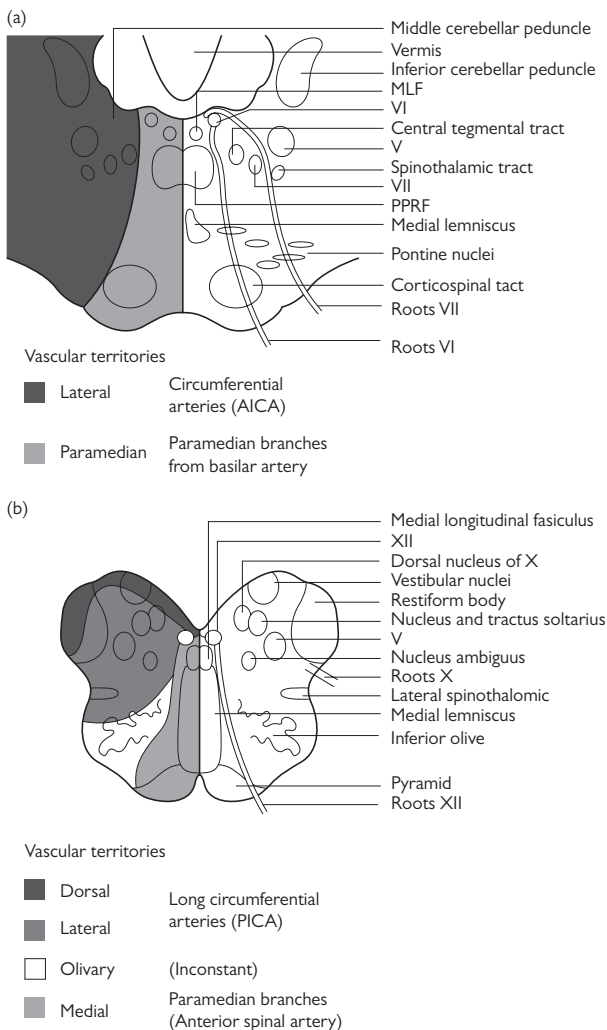 (a)
Middle cerebellar peduncle
Vermis
Inferior cerebellar peduncle
MLF
VI
Central tegmental tract
V
Spinothalamic tract
VII
PPRF
Medial lemniscus
Pontine nuclei
Corticospinal tact
Roots VII
Roots VI
Vascular territories
Lateral
Circumferential
arteries (AICA)
Paramedian
Paramedian branches
from basilar artery
(b)
Medial longitudinal fasiculus
XII
Dorsal nucleus of X
Vestibular nuclei
Restiform body
Nucleus and tractus soltarius
V
Nucleus ambiguus
Roots X
Lateral spinothalomic
Medial lemniscus
Inferior olive
Pyramid
Roots XII
Vascular territories
Dorsal
Lateral
Long circumferential
arteries (PICA)
Olivary
(Inconstant)
Medial
Paramedian branches
(Anterior spinal artery)